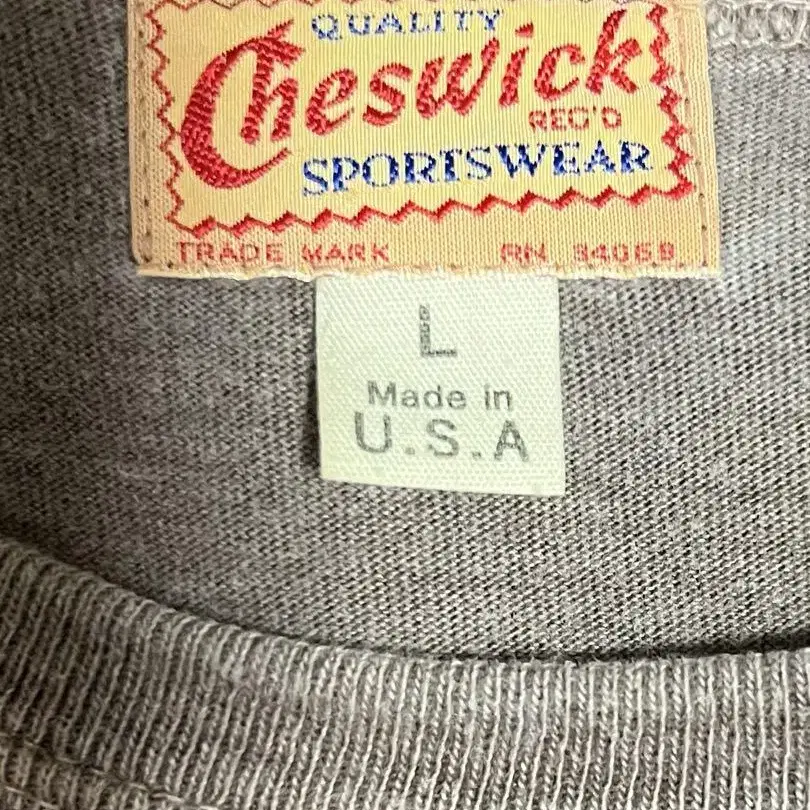 QUALITY
Cheswick
REG'D
SPORTSWEAR
TRADE MARK RN 34068
L
Made in
U.S.A